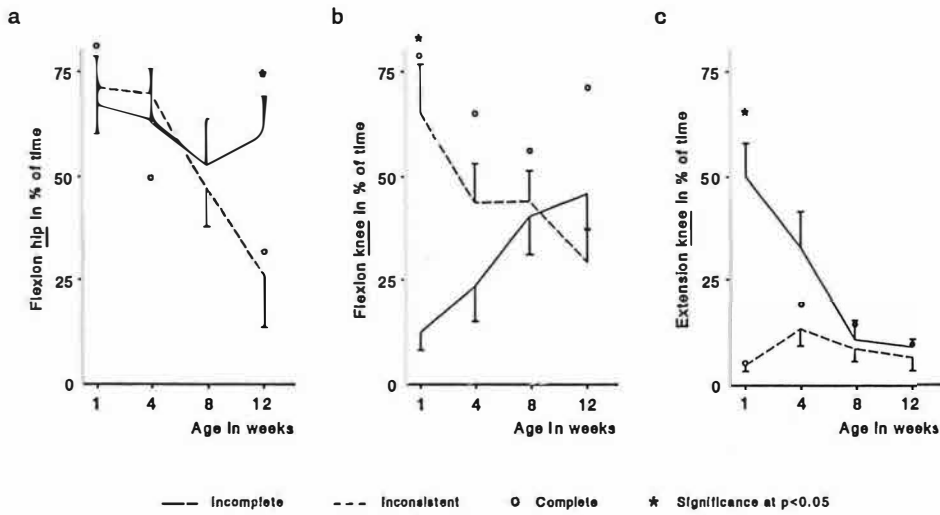 a
b
c
Flexion hip in % of time
75
50
25
0
1 4 8 12
Age in weeks
*
Flexion knee in % of time
75
50
25
0
1 4 8 12
Age in weeks
*
Extension knee in % of time
75
50
25
0
1 4 8 12
Age in weeks
*
Incomplete Inconsistent o Complete * Significance at p<0.05